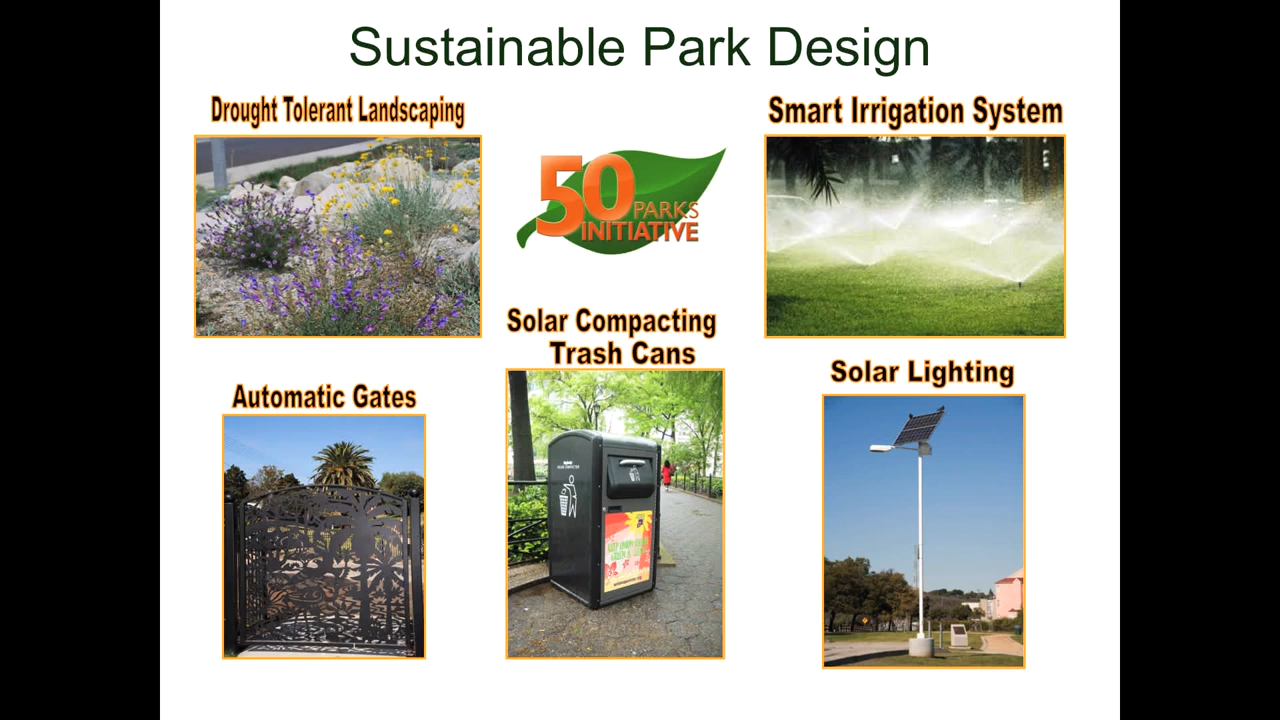 Sustainable Park Design
Drought Tolerant Landscaping
Smart Irrigation System
50
PARKS
INITIATIVE
Solar Compacting
Trash Cans
Solar Lighting
Automatic Gates